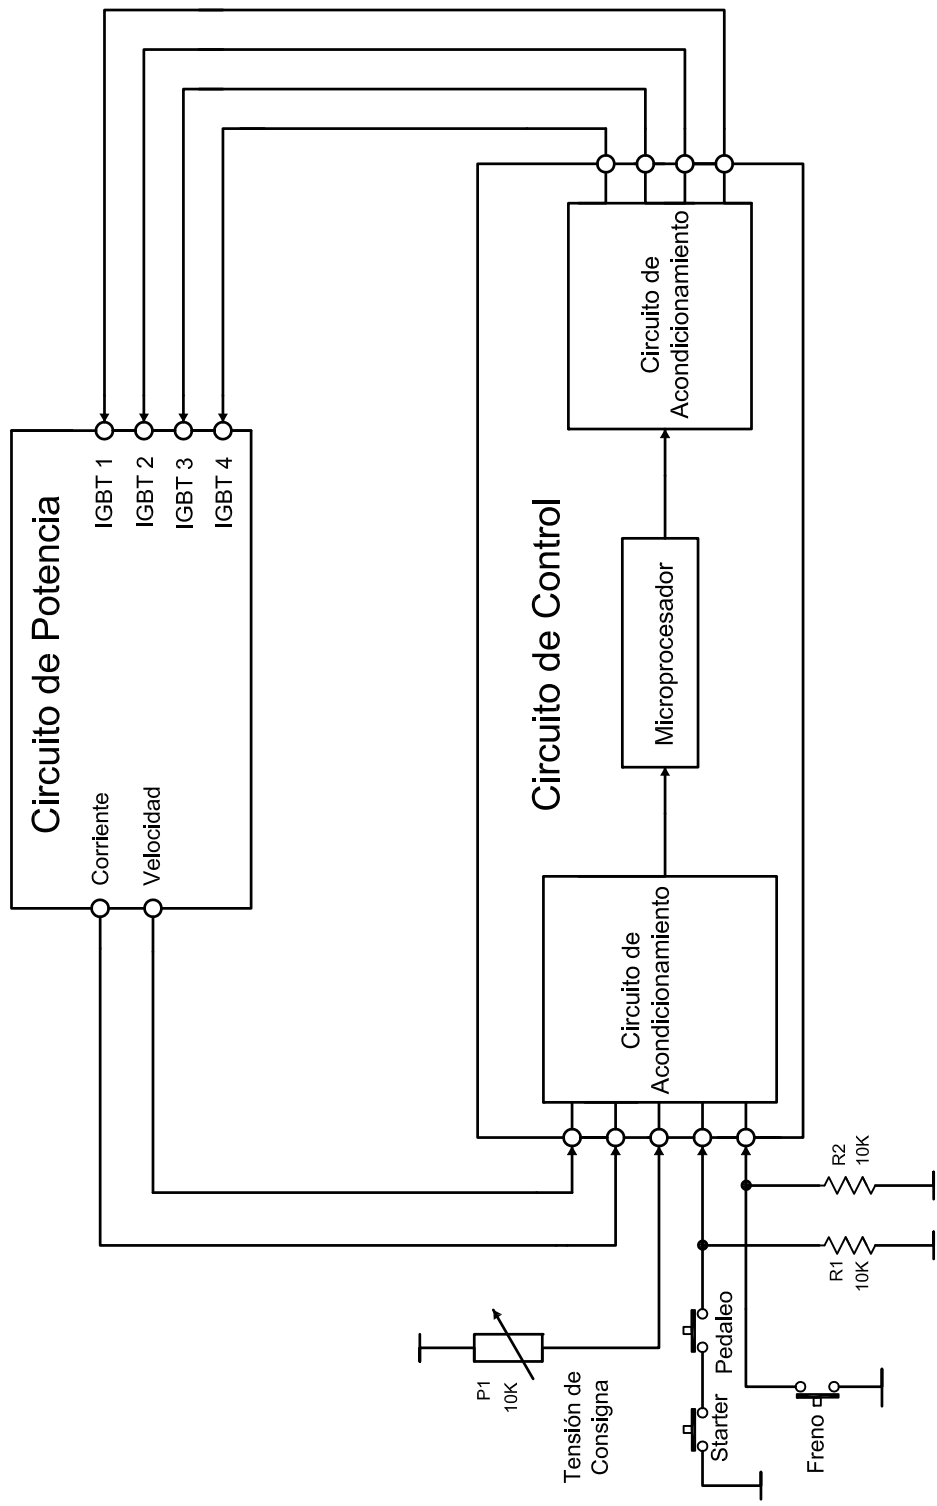 Circuito de Potencia
Corriente
Velocidad
IGBT 1
IGBT 2
IGBT 3
IGBT 4
Circuito de Control
Circuito de
Acondicionamiento
Microprocesador
Circuito de
Acondicionamiento
P1
10K
Tensión de
Consigna
Starter
Pedaleo
Freno
R1
10K
R2
10K